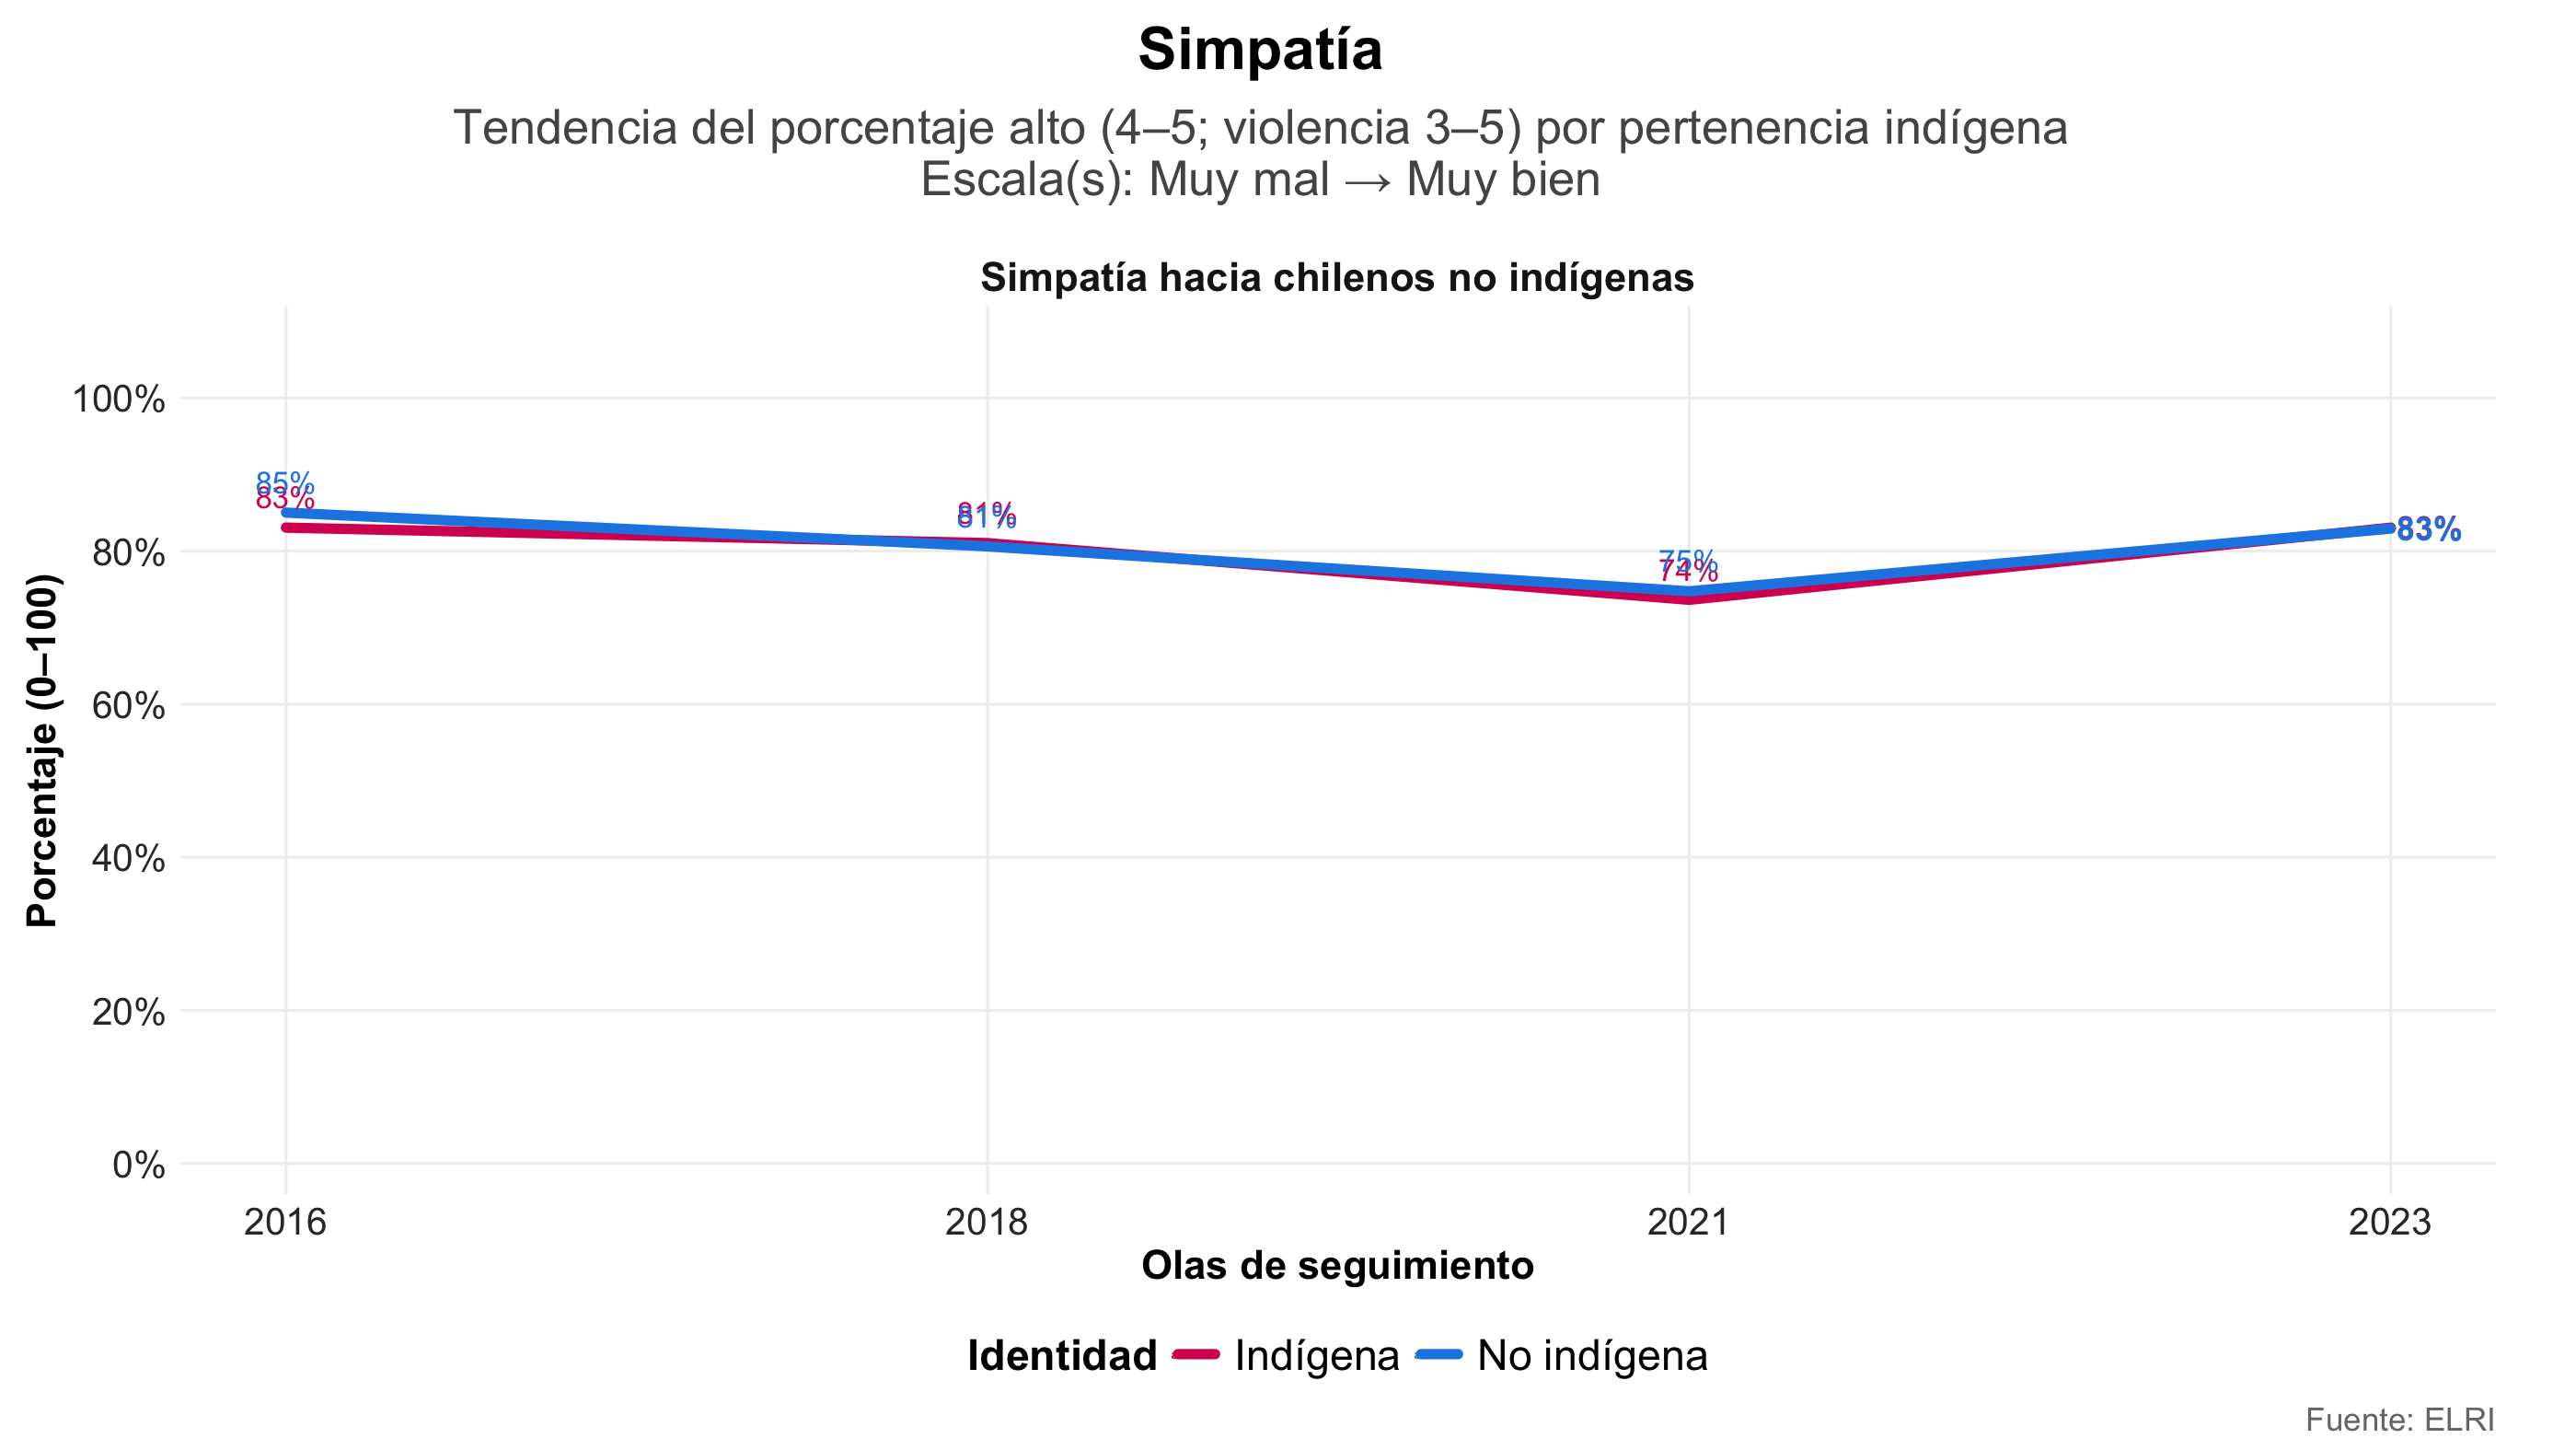 Simpatía
Tendencia del porcentaje alto (4–5; violencia 3–5) por pertenencia indígena
Escala(s): Muy mal → Muy bien
Simpatía hacia chilenos no indígenas
Porcentaje (0–100)
100%
80%
60%
40%
20%
0%
85%
83%
81%
81%
75%
74%
83%
2016
2018
2021
2023
Olas de seguimiento
Identidad Indígena No indígena
Fuente: ELRI